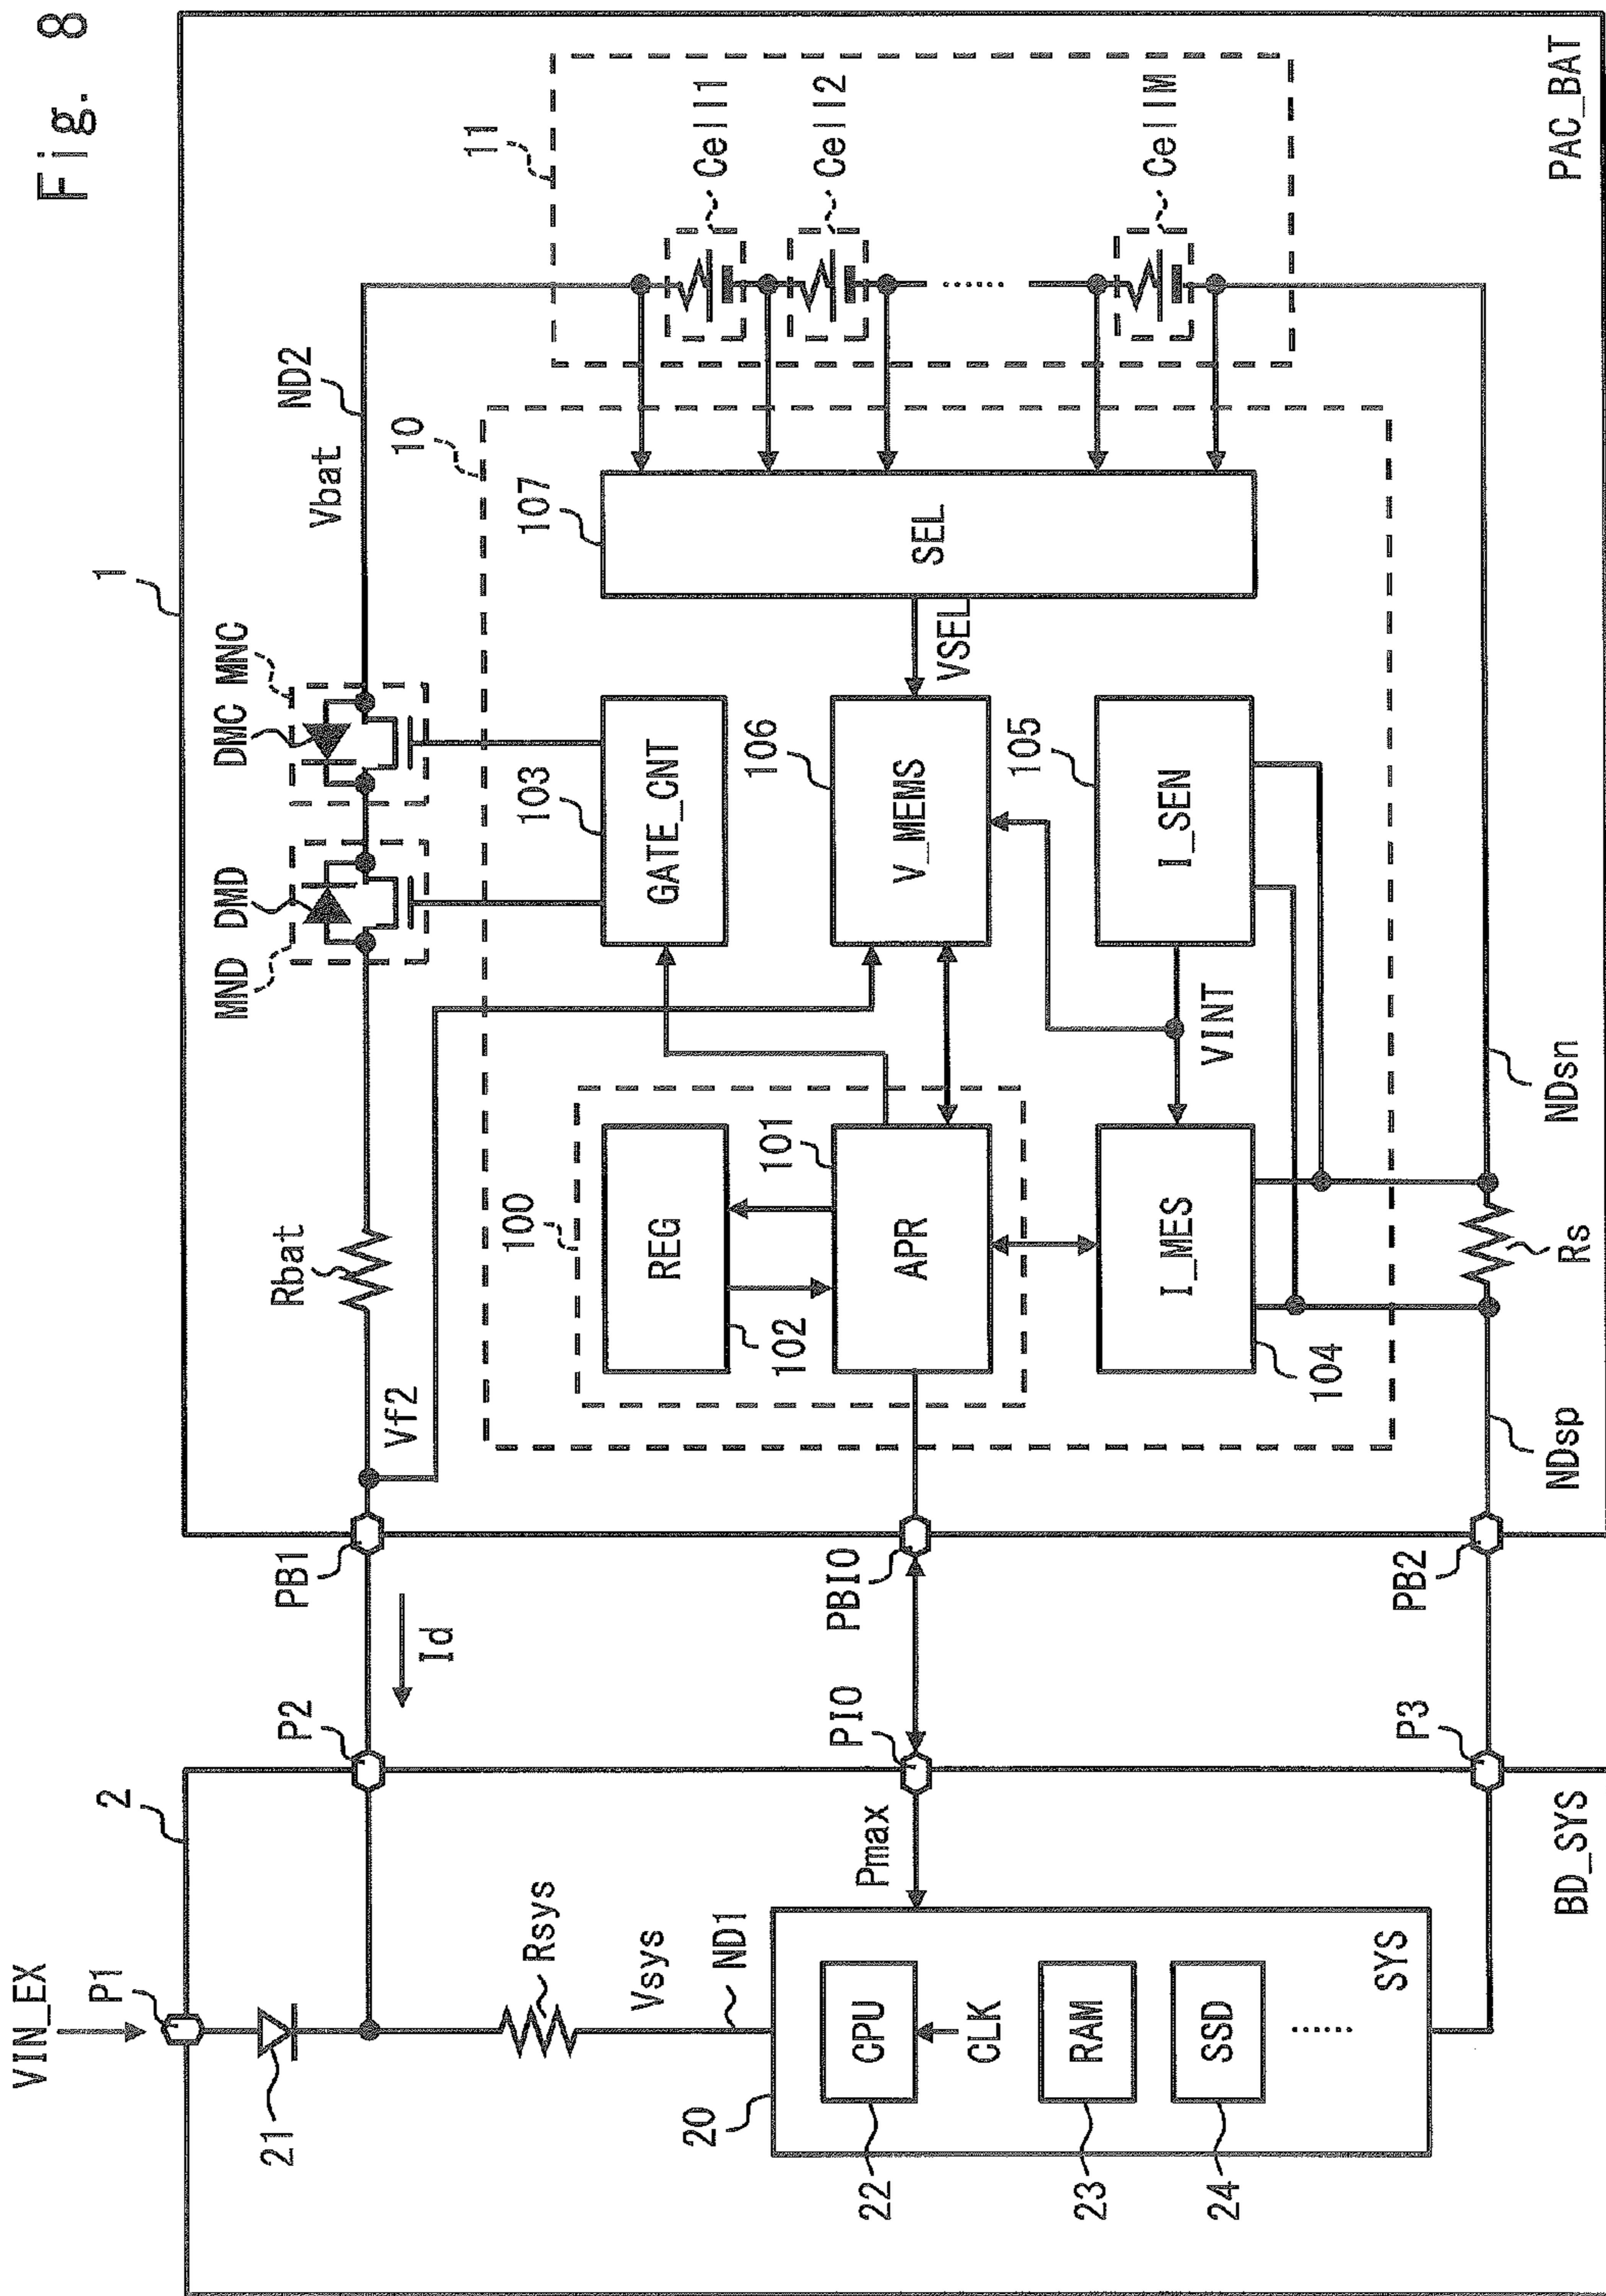 Fig. 8
1
PAC_BAT
ND2
Vbat
DMC MNC
MND DMD
Rbat
Vf2
PB1
Id
P2
2
VIN_EX
P1
21
Rsys
Vsys
ND1
11
Cell1
Cell2
CellM
10
107
SEL
VSEL
103
GATE_CNT
106
V_MEMS
105
I_SEN
VINT
100
REG
102
101
APR
I_MES
104
NDsn
Rs
NDsp
PBIO
PB2
PIO
P3
Pmax
BD_SYS
20
CPU
CLK
22
RAM
23
SSD
24
SYS